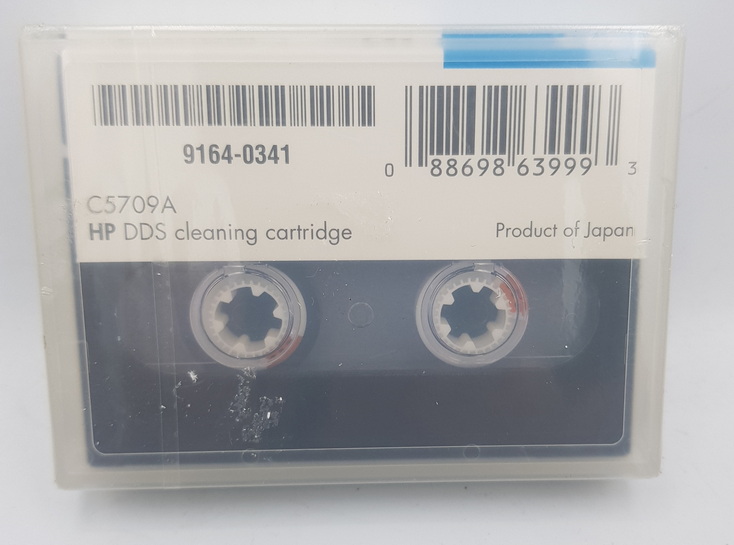 9164-0341
0 88698 63999 3
C5709A
HP DDS cleaning cartridge
Product of Japan